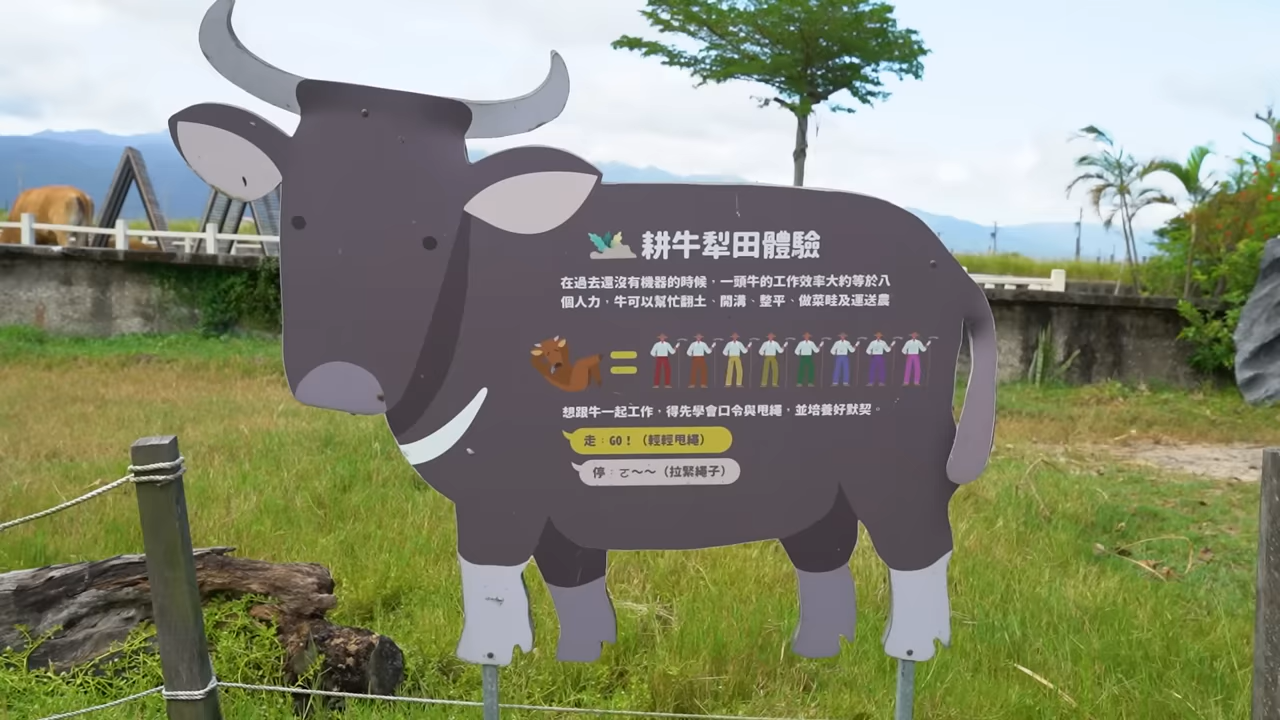 耕牛犁田體驗
在過去還沒有機器的時候，一頭牛的工作效率大約等於八
個人力，牛可以幫忙翻土、開溝、整平、做菜畦及運送農
想跟牛一起工作，得先學會口令與甩繩，並培養好默契。
走：GO！（輕輕甩繩）
停：ㄛ～～（拉緊繩子）